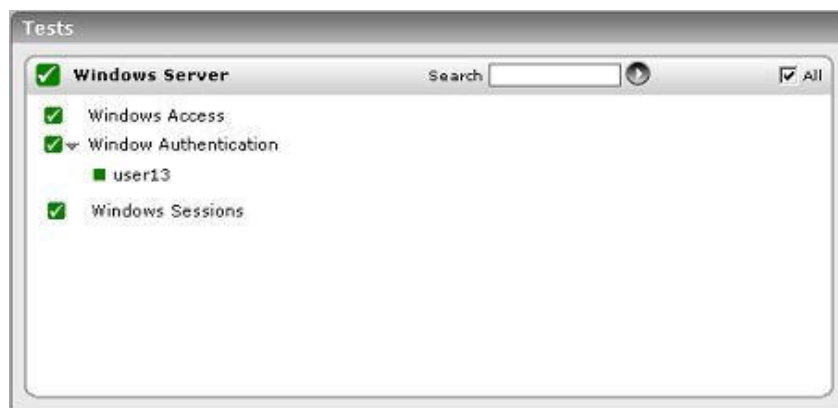 Tests
Windows Server Search All
Windows Access
Window Authentication
user13
Windows Sessions